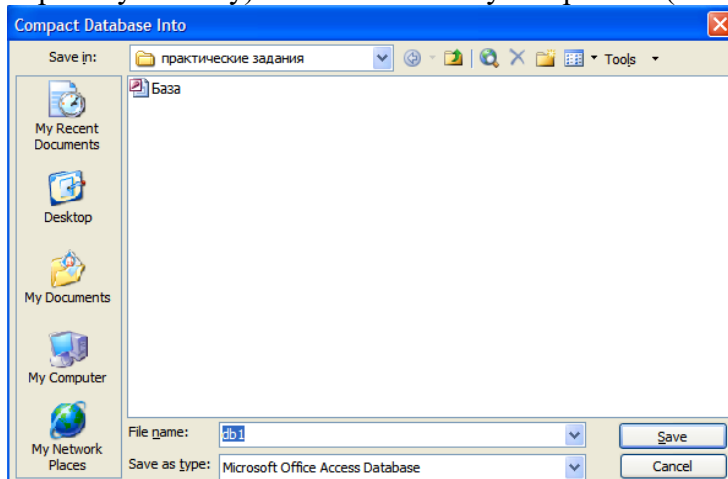 Compact Database Into
Save in:
практические задания
Tools
База
My Recent
Documents
Desktop
My Documents
My Computer
My Network
Places
File name:
db1
Save
Save as type:
Microsoft Office Access Database
Cancel